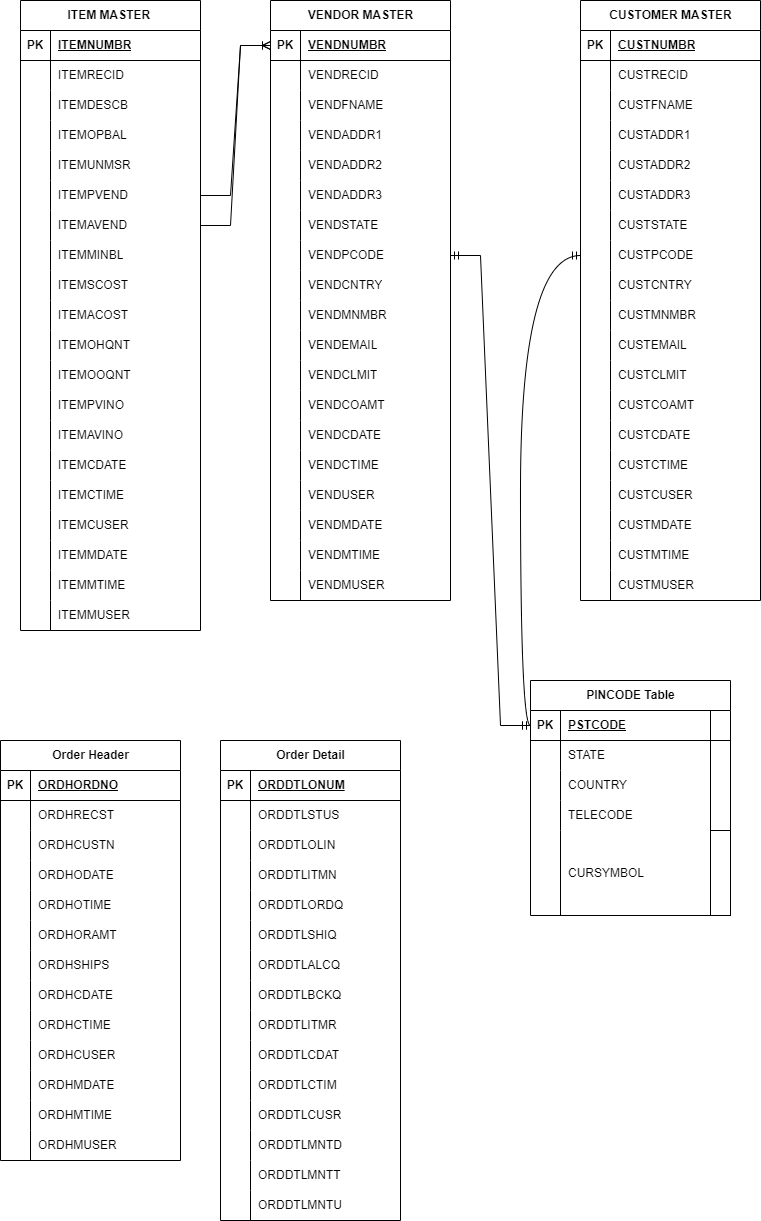 ITEM MASTER
PK ITEMNUMBR
ITEMRECID
ITEMDESCB
ITEMOPBAL
ITEMUNMSR
ITEMPVEND
ITEMAVEND
ITEMMINBL
ITEMSCOST
ITEMACOST
ITEMOHQNT
ITEMOOQNT
ITEMPVINO
ITEMAVINO
ITEMCDATE
ITEMCTIME
ITEMCUSER
ITEMMDATE
ITEMMTIME
ITEMMUSER
VENDOR MASTER
PK VENDNUMBR
VENDRECID
VENDFNAME
VENDADDR1
VENDADDR2
VENDADDR3
VENDSTATE
VENDPCODE
VENDCNTRY
VENDMNMBR
VENDEMAIL
VENDCLMIT
VENDCOAMT
VENDCDATE
VENDCTIME
VENDUSER
VENDMDATE
VENDMTIME
VENDMUSER
CUSTOMER MASTER
PK CUSTNUMBR
CUSTRECID
CUSTFNAME
CUSTADDR1
CUSTADDR2
CUSTADDR3
CUSTSTATE
CUSTPCODE
CUSTCNTRY
CUSTMNMBR
CUSTEMAIL
CUSTCLMIT
CUSTCOAMT
CUSTCDATE
CUSTCTIME
CUSTCUSER
CUSTMDATE
CUSTMTIME
CUSTMUSER
PINCODE Table
PK PSTCODE
STATE
COUNTRY
TELECODE
CURSYMBOL
Order Header
PK ORDHORDNO
ORDHRECST
ORDHCUSTN
ORDHODATE
ORDHOTIME
ORDHORAMT
ORDHSHIPS
ORDHCDATE
ORDHCTIME
ORDHCUSER
ORDHMDATE
ORDHMTIME
ORDHMUSER
Order Detail
PK ORDDTLONUM
ORDDTLSTUS
ORDDTLOLIN
ORDDTLITMN
ORDDTLORDQ
ORDDTLSHIQ
ORDDTLALCQ
ORDDTLBCKQ
ORDDTLITMR
ORDDTLCDAT
ORDDTLCTIM
ORDDTLCUSR
ORDDTLMNTD
ORDDTLMNTT
ORDDTLMNTU